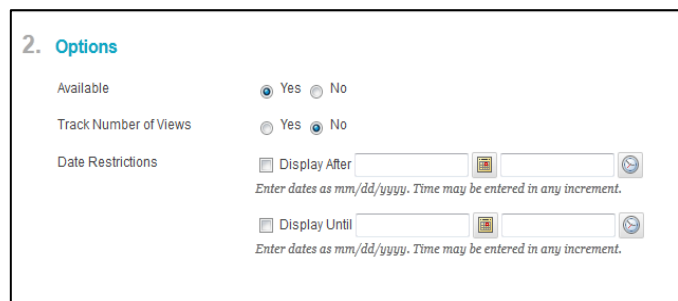 2. Options
Available Yes No
Track Number of Views Yes No
Date Restrictions Display After
Enter dates as mm/dd/yyyy. Time may be entered in any increment.
Display Until
Enter dates as mm/dd/yyyy. Time may be entered in any increment.